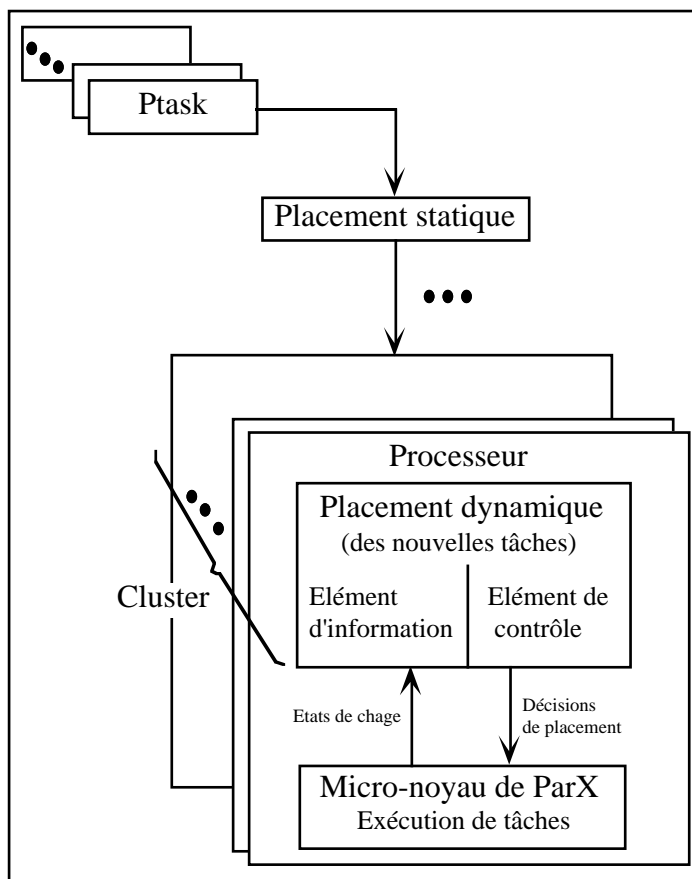 Ptask
Placement statique
Processeur
Placement dynamique
(des nouvelles tâches)
Elément
d'information
Elément de
contrôle
Cluster
Etats de chage
Décisions
de placement
Micro-noyau de ParX
Exécution de tâches